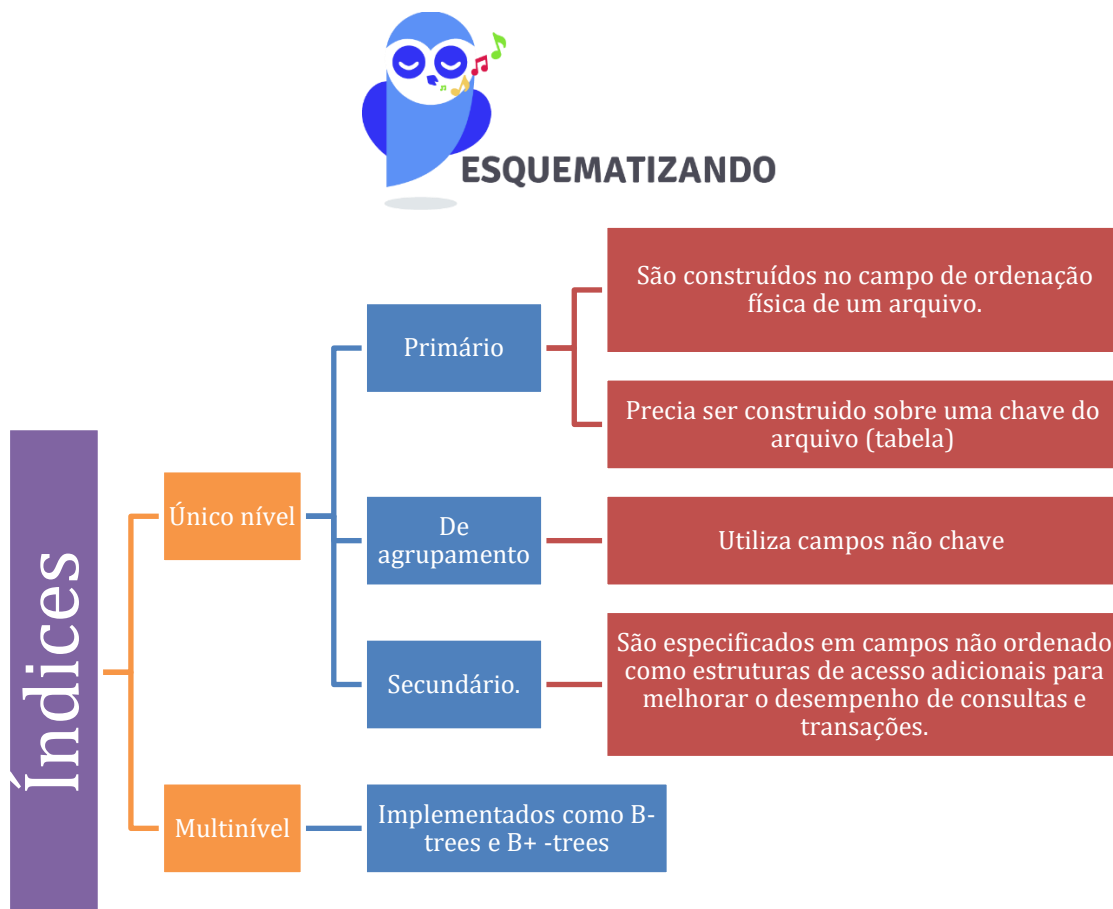 ESQUEMATIZANDO
Índices
Único nível
Primário
São construídos no campo de ordenação
física de um arquivo.
Precia ser construido sobre uma chave do
arquivo (tabela)
De
agrupamento
Utiliza campos não chave
Secundário.
São especificados em campos não ordenado
como estruturas de acesso adicionais para
melhorar o desempenho de consultas e
transações.
Multinível
Implementados como B-
trees e B+ -trees